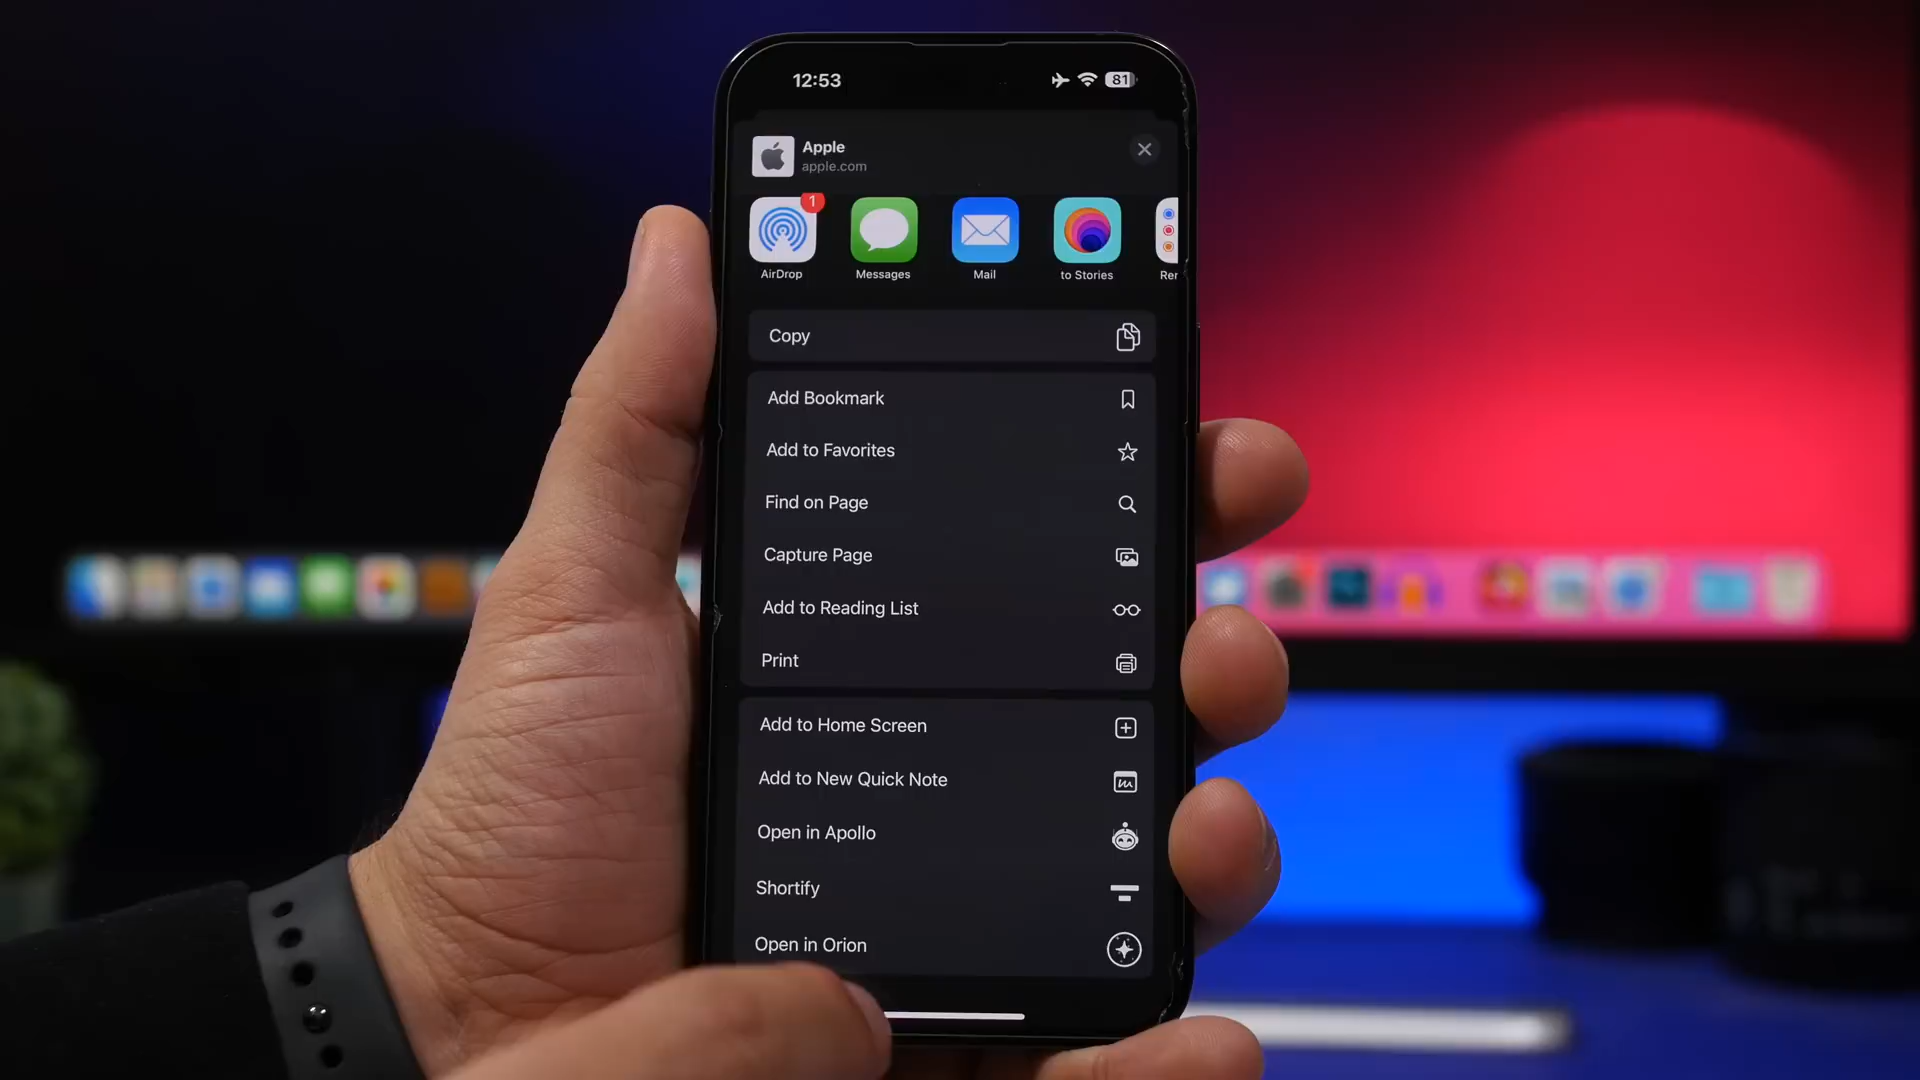 12:53
81
Apple
apple.com
1
AirDrop
Messages
Mail
to Stories
Copy
Add Bookmark
Add to Favorites
Find on Page
Capture Page
Add to Reading List
Print
Add to Home Screen
Add to New Quick Note
Open in Apollo
Shortify
Open in Orion